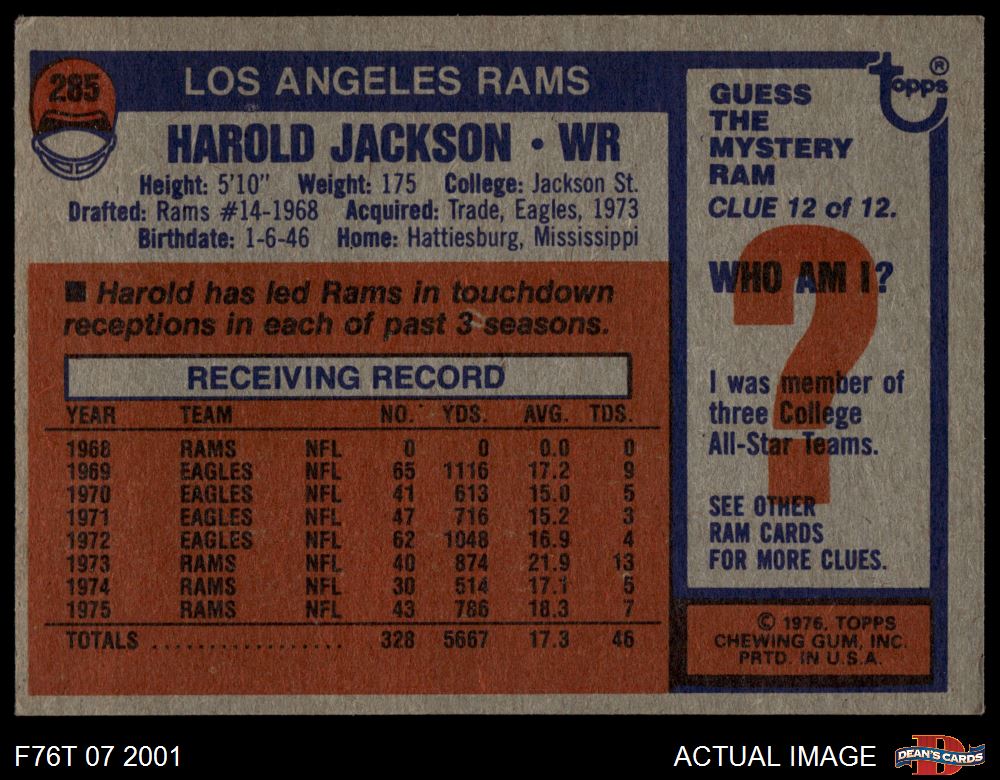 285
LOS ANGELES RAMS
HAROLD JACKSON • WR
Height: 5'10" Weight: 175 College: Jackson St.
Drafted: Rams #14-1968 Acquired: Trade, Eagles, 1973
Birthdate: 1-6-46 Home: Hattiesburg, Mississippi
■ Harold has led Rams in touchdown
receptions in each of past 3 seasons.
RECEIVING RECORD
YEAR TEAM NO. YDS. AVG. TDS.
1968 RAMS NFL 0 0 0.0 0
1969 EAGLES NFL 65 1116 17.2 9
1970 EAGLES NFL 41 613 15.0 5
1971 EAGLES NFL 47 716 15.2 3
1972 EAGLES NFL 62 1048 16.9 4
1973 RAMS NFL 40 874 21.9 13
1974 RAMS NFL 30 514 17.1 5
1975 RAMS NFL 43 786 18.3 7
TOTALS ................. 328 5667 17.3 46
Topps®
GUESS
THE
MYSTERY
RAM
CLUE 12 of 12.
?
WHO AM I?
I was member of
three College
All-Star Teams.
SEE OTHER
RAM CARDS
FOR MORE CLUES.
© 1976, TOPPS
CHEWING GUM, INC.
PRTD. IN U.S.A.
F76T 07 2001
ACTUAL IMAGE
D
DEAN'S CARDS